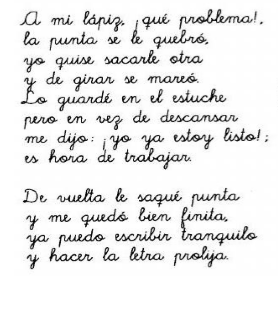 A mi lápiz, ¡qué problema!,
la punta se le quebró,
yo quise sacarle otra
y de girar se mareó.
Lo guardé en el estuche
pero en vez de descansar
me dijo: ¡yo ya estoy listo!;
es hora de trabajar.
De vuelta le saqué punta
y me quedó bien finita,
ya puedo escribir tranquilo
y hacer la letra prolija.